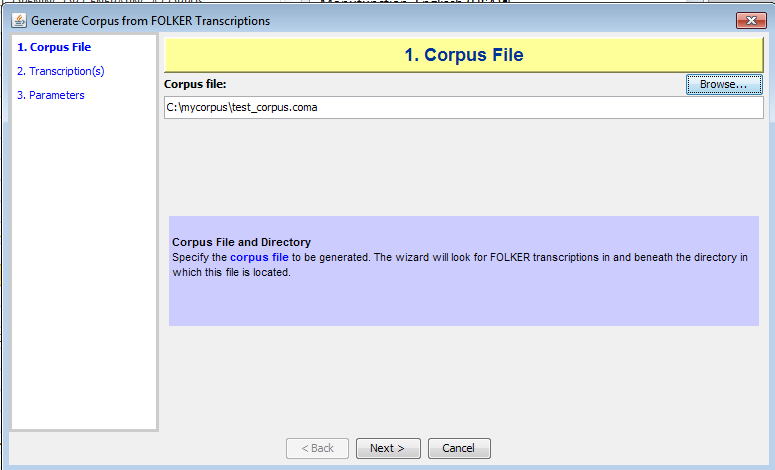 Generate Corpus from FOLKER Transcriptions
1. Corpus File
2. Transcription(s)
3. Parameters
1. Corpus File
Corpus file:
Browse...
C:\mycorpus\test_corpus.coma
Corpus File and Directory
Specify the corpus file to be generated. The wizard will look for FOLKER transcriptions in and beneath the directory in
which this file is located.
< Back
Next >
Cancel